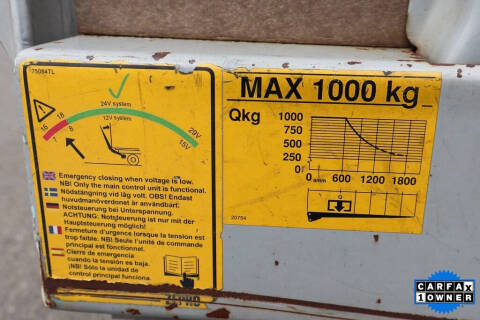 75084TL
24V system
12V system
16
18
7
8
29V
15V
Emergency closing when voltage is low.
NB! Only the main control unit is functional.
Nödstängning vid låg volt. OBS! Endast
huvudmanöverdonet är användbart.
Notsteuerung bei Unterspannung.
ACHTUNG: Notsteuerung ist nur mit der
Hauptsteuerung möglich!
Fermeture d'urgence lorsque la tension est
trop faible. NB! Seule l'unité de commande
principal est fonctionnel.
Cierre de emergencia
cuando la tensión es baja.
¡NB! Sólo la unidad de
control principal funciona.
ZEPRO
MAX 1000 kg
Qkg
1000
750
500
250
0
0 mm 600 1200 1800
20754
CARFAX
1 OWNER